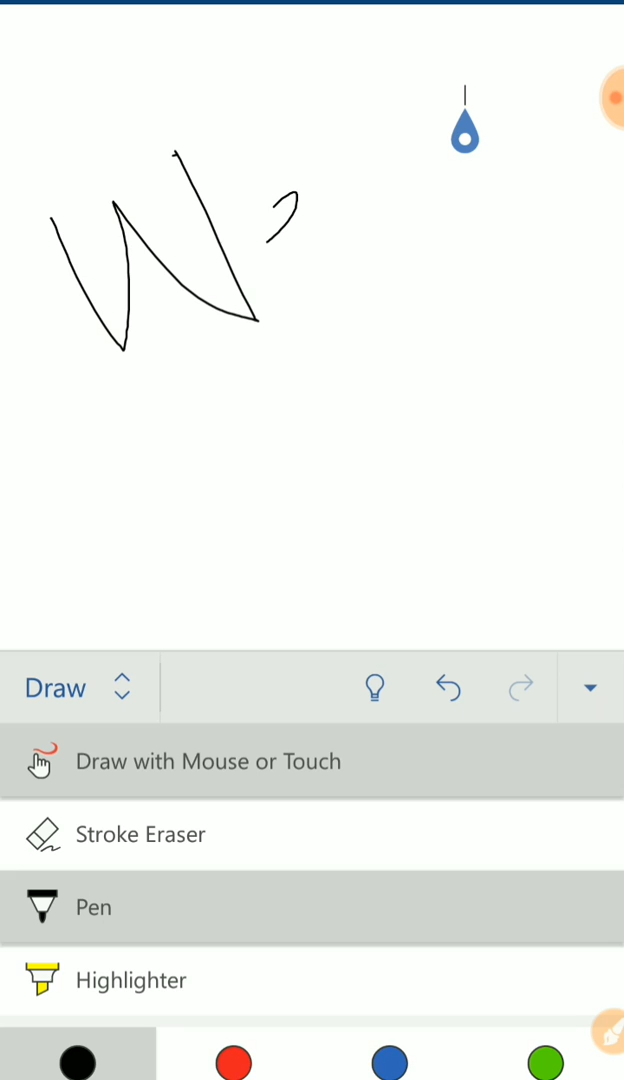 W
Draw
Draw with Mouse or Touch
Stroke Eraser
Pen
Highlighter